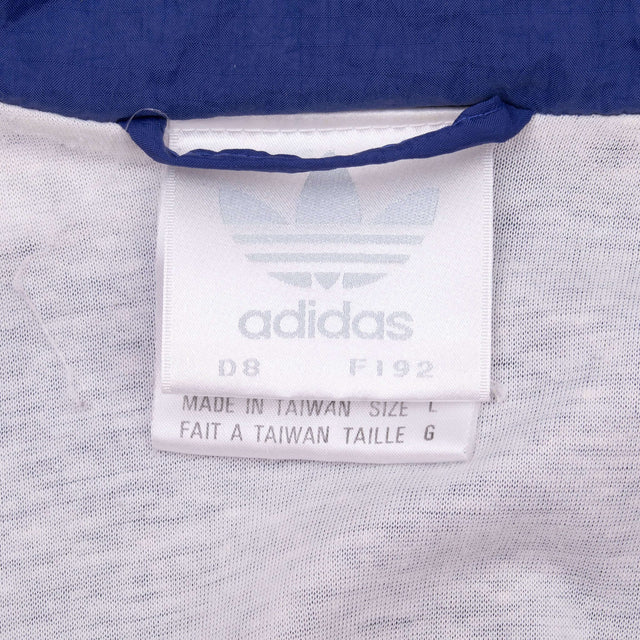 adidas
D8 F192
MADE IN TAIWAN SIZE L
FAIT A TAIWAN TAILLE G